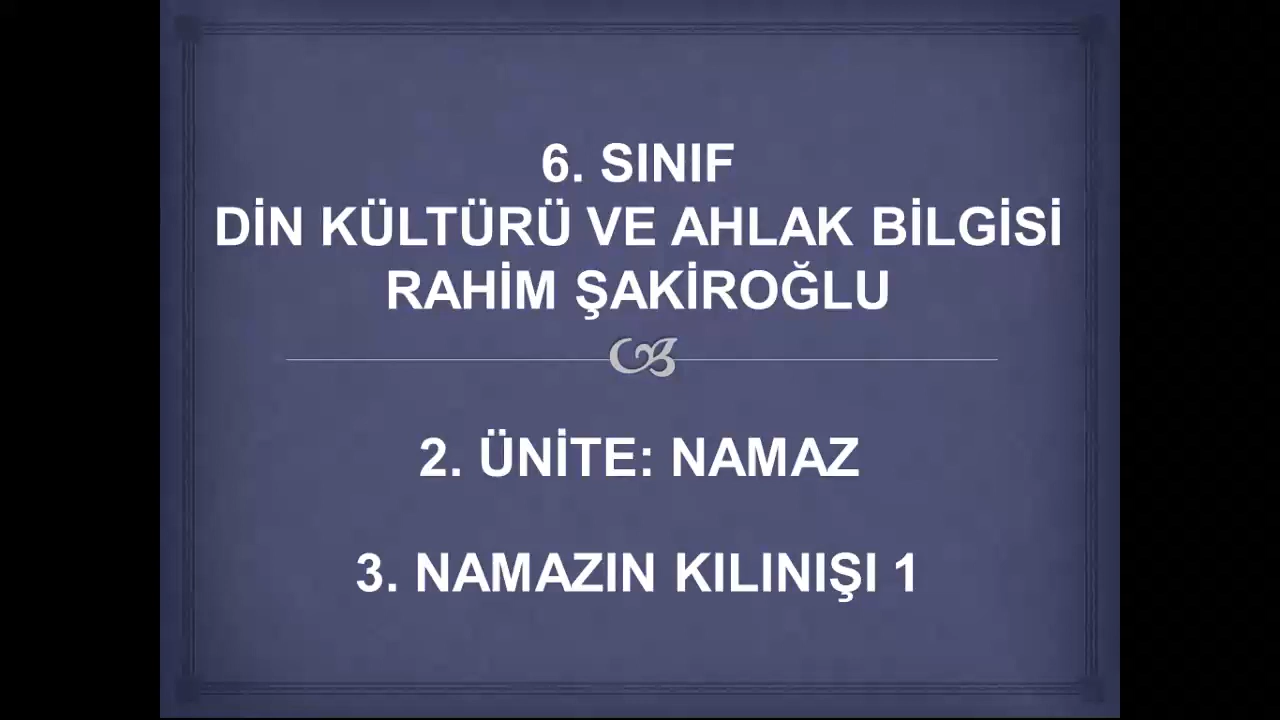 6. SINIF
DİN KÜLTÜRÜ VE AHLAK BİLGİSİ
RAHİM ŞAKİROĞLU
2. ÜNİTE: NAMAZ
3. NAMAZIN KILINIŞI 1